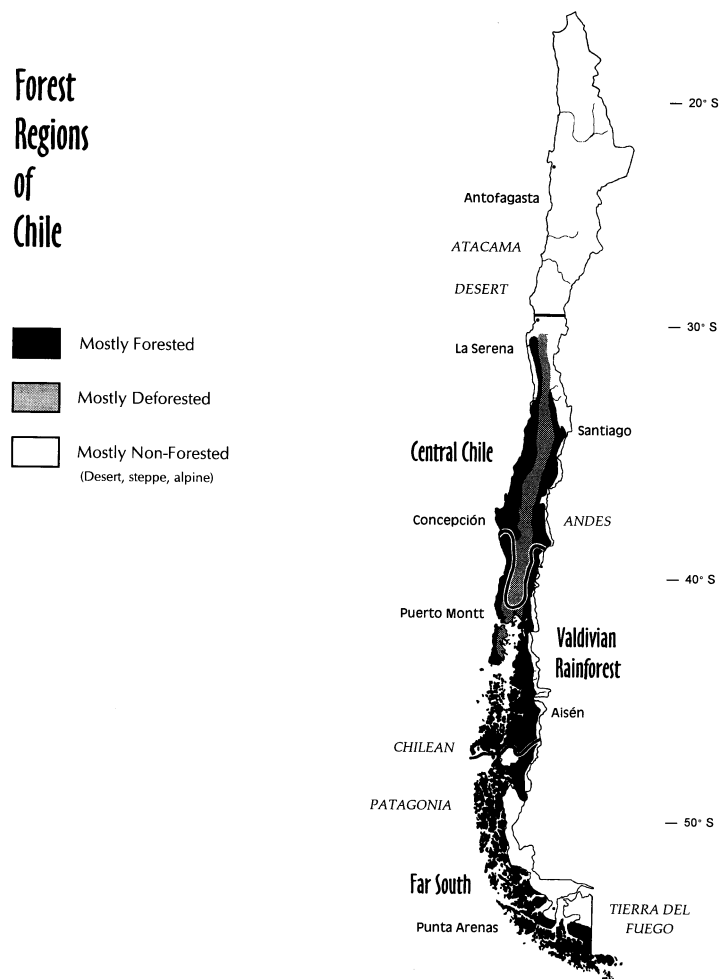 Forest
Regions
of
Chile
Mostly Forested
Mostly Deforested
Mostly Non-Forested
(Desert, steppe, alpine)
20° S
Antofagasta
ATACAMA
DESERT
30° S
La Serena
Santiago
Central Chile
Concepción
ANDES
40° S
Puerto Montt
Valdivian
Rainforest
Aisén
CHILEAN
PATAGONIA
50° S
Far South
TIERRA DEL
FUEGO
Punta Arenas